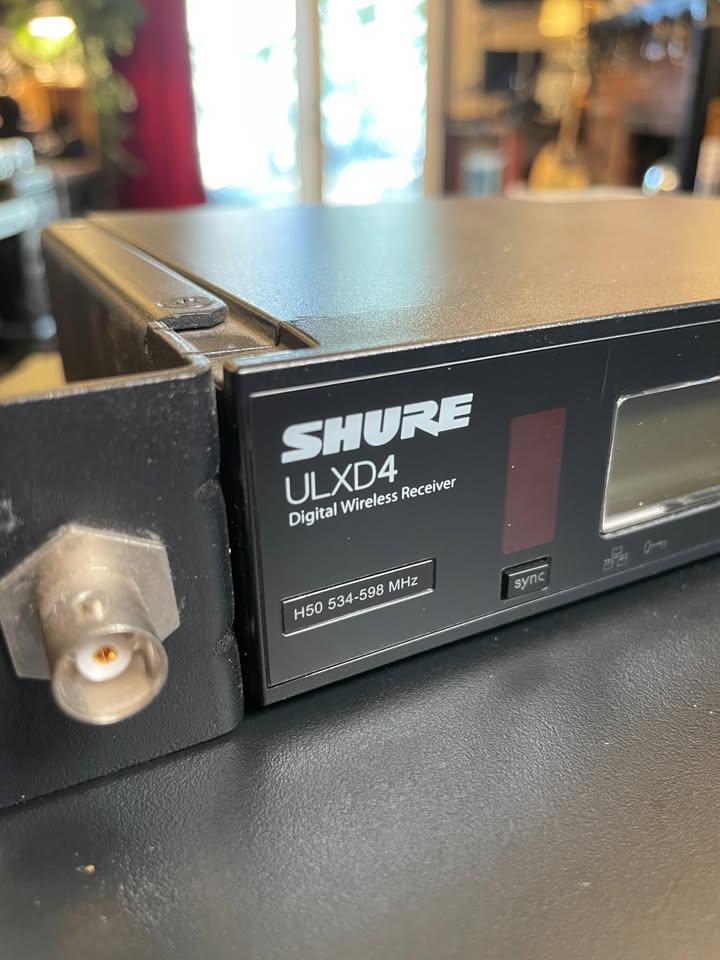 SHURE
ULXD4
Digital Wireless Receiver
H50 534-598 MHz
sync